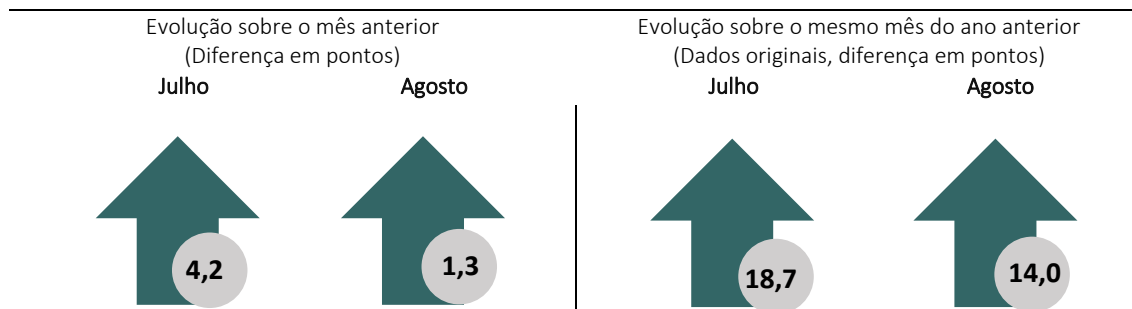 Evolução sobre o mês anterior
(Diferença em pontos)
Julho Agosto
4,2 1,3
Evolução sobre o mesmo mês do ano anterior
(Dados originais, diferença em pontos)
Julho Agosto
18,7 14,0